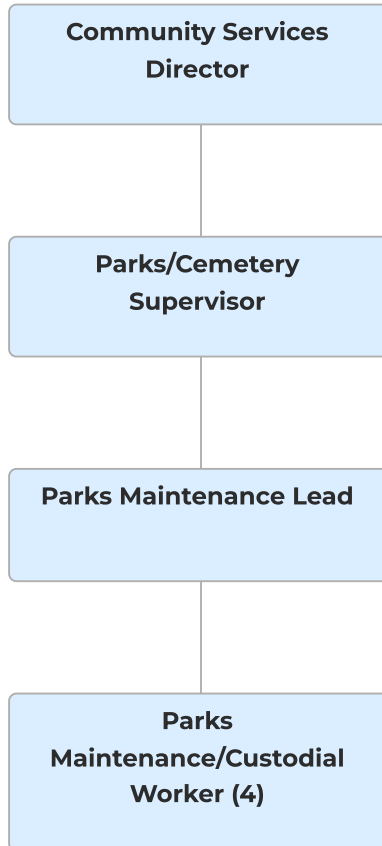 Community Services
Director
Parks/Cemetery
Supervisor
Parks Maintenance Lead
Parks
Maintenance/Custodial
Worker (4)